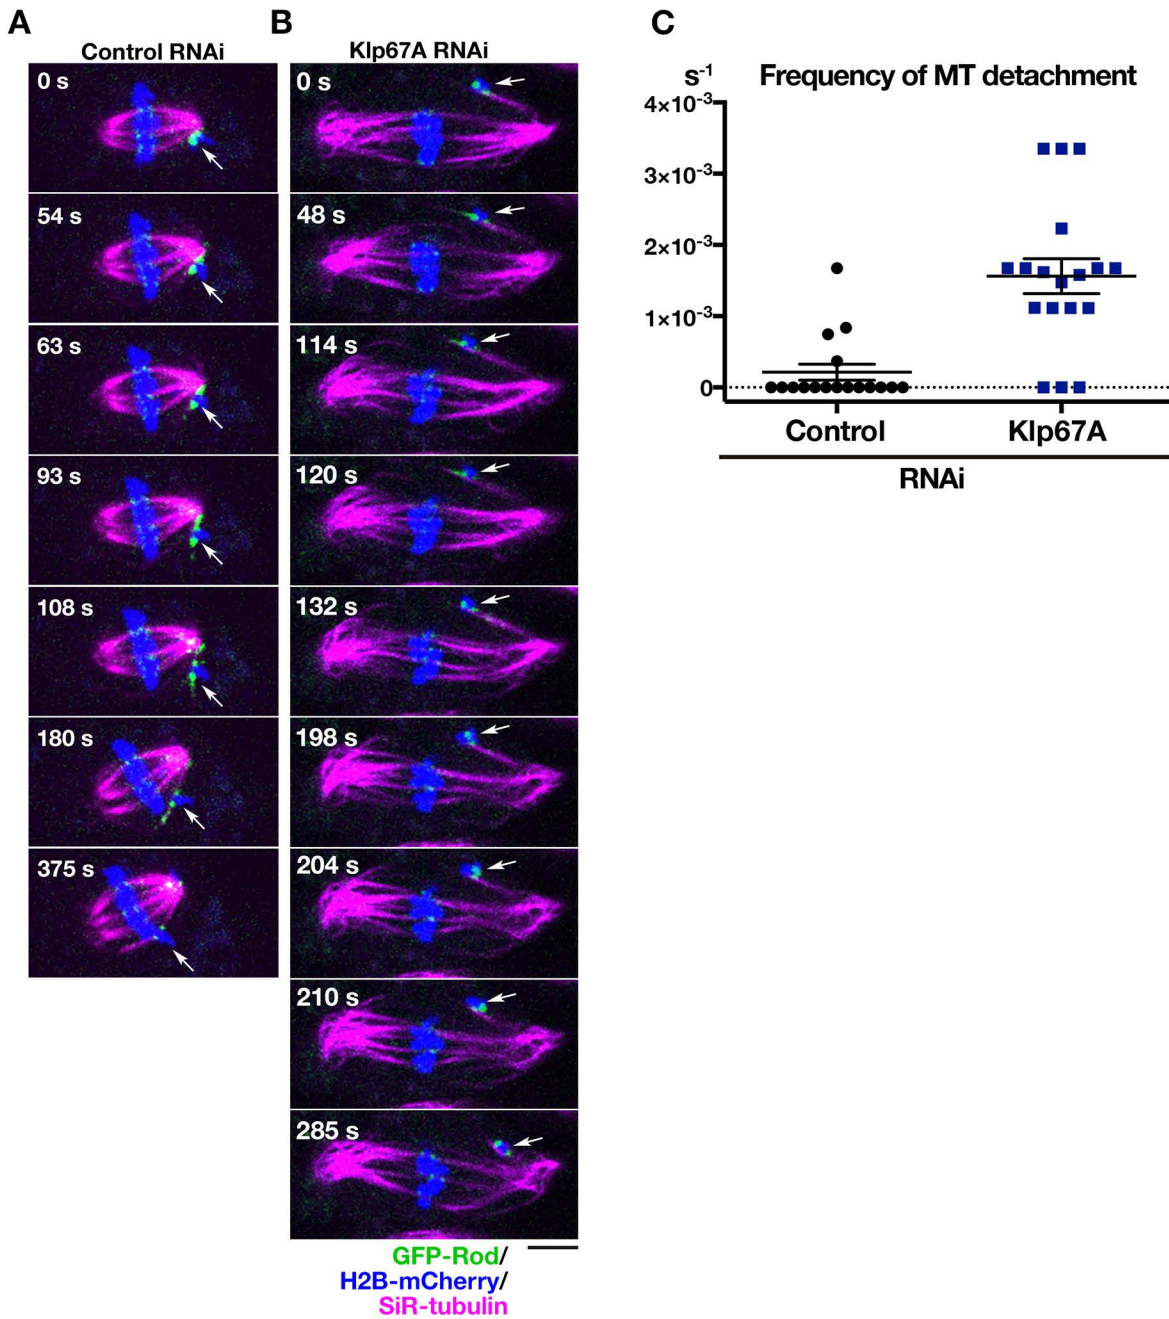 A
Control RNAi
0 s
54 s
63 s
93 s
108 s
180 s
375 s
B
Klp67A RNAi
0 s
48 s
114 s
120 s
132 s
198 s
204 s
210 s
285 s
GFP-Rod/
H2B-mCherry/
SiR-tubulin
C
s⁻¹ Frequency of MT detachment
4×10⁻³
3×10⁻³
2×10⁻³
1×10⁻³
0
Control Klp67A
RNAi